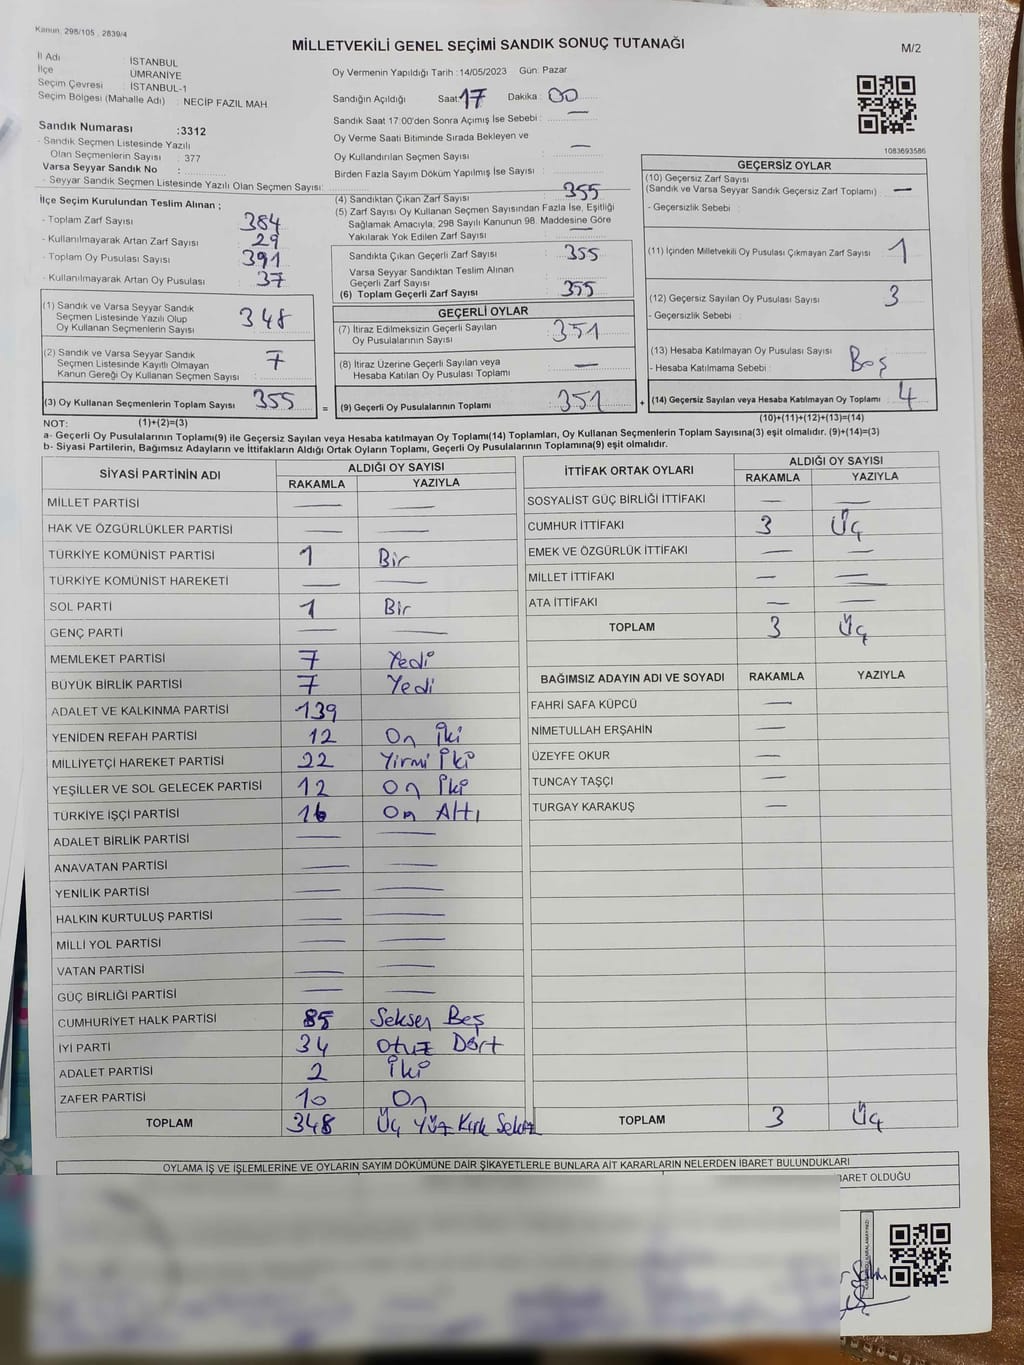 Kanun, 298/105 , 2839/4
MİLLETVEKİLİ GENEL SEÇİMİ SANDIK SONUÇ TUTANAĞI
M/2
İl Adı : İSTANBUL
İlçe : ÜMRANİYE
Seçim Çevresi : İSTANBUL-1
Seçim Bölgesi (Mahalle Adı) : NECİP FAZIL MAH.
Sandık Numarası :3312
- Sandık Seçmen Listesinde Yazılı
Olan Seçmenlerin Sayısı : 377
Varsa Seyyar Sandık No :
- Seyyar Sandık Seçmen Listesinde Yazılı Olan Seçmen Sayısı:
Oy Vermenin Yapıldığı Tarih :14/05/2023 Gün: Pazar
Sandığın Açıldığı Saat: 17 Dakika : 00
Sandık Saat 17:00'den Sonra Açımış İse Sebebi : —
Oy Verme Saati Bitiminde Sırada Bekleyen ve
Oy Kullandırılan Seçmen Sayısı : —
Birden Fazla Sayım Döküm Yapılmış İse Sayısı :
1083693586
İlçe Seçim Kurulundan Teslim Alınan ;
- Toplam Zarf Sayısı : 384
- Kullanılmayarak Artan Zarf Sayısı : 29
- Toplam Oy Pusulası Sayısı : 391
- Kullanılmayarak Artan Oy Pusulası : 37
(1) Sandık ve Varsa Seyyar Sandık
Seçmen Listesinde Yazılı Olup
Oy Kullanan Seçmenlerin Sayısı : 348
(2) Sandık ve Varsa Seyyar Sandık
Seçmen Listesinde Kayıtlı Olmayan
Kanun Gereği Oy Kullanan Seçmen Sayısı : 7
(3) Oy Kullanan Seçmenlerin Toplam Sayısı : 355
(1)+(2)=(3)
(4) Sandıktan Çıkan Zarf Sayısı : 355
(5) Zarf Sayısı Oy Kullanan Seçmen Sayısından Fazla İse, Eşitliği
Sağlamak Amacıyla, 298 Sayılı Kanunun 98. Maddesine Göre
Yakılarak Yok Edilen Zarf Sayısı : —
Sandıkta Çıkan Geçerli Zarf Sayısı : 355
Varsa Seyyar Sandıktan Teslim Alınan
Geçerli Zarf Sayısı :
(6) Toplam Geçerli Zarf Sayısı : 355
GEÇERLİ OYLAR
(7) İtiraz Edilmeksizin Geçerli Sayılan
Oy Pusulalarının Sayısı : 351
(8) İtiraz Üzerine Geçerli Sayılan veya
Hesaba Katılan Oy Pusulası Toplamı : —
= (9) Geçerli Oy Pusulalarının Toplamı : 351
GEÇERSİZ OYLAR
(10) Geçersiz Zarf Sayısı
(Sandık ve Varsa Seyyar Sandık Geçersiz Zarf Toplamı) : —
- Geçersizlik Sebebi :
(11) İçinden Milletvekili Oy Pusulası Çıkmayan Zarf Sayısı : 1
(12) Geçersiz Sayılan Oy Pusulası Sayısı : 3
- Geçersizlik Sebebi :
(13) Hesaba Katılmayan Oy Pusulası Sayısı :
- Hesaba Katılmama Sebebi : Boş
+ (14) Geçersiz Sayılan veya Hesaba Katılmayan Oy Toplamı : 4
(10)+(11)+(12)+(13)=(14)
NOT:
a- Geçerli Oy Pusulalarının Toplamı(9) ile Geçersiz Sayılan veya Hesaba katılmayan Oy Toplamı(14) Toplamları, Oy Kullanan Seçmenlerin Toplam Sayısına(3) eşit olmalıdır. (9)+(14)=(3)
b- Siyasi Partilerin, Bağımsız Adayların ve İttifakların Aldığı Ortak Oyların Toplamı, Geçerli Oy Pusulalarının Toplamına(9) eşit olmalıdır.
SİYASİ PARTİNİN ADI ALDIĞI OY SAYISI
RAKAMLA YAZIYLA
MİLLET PARTİSİ — —
HAK VE ÖZGÜRLÜKLER PARTİSİ — —
TÜRKİYE KOMÜNİST PARTİSİ 1 Bir
TÜRKİYE KOMÜNİST HAREKETİ — —
SOL PARTİ 1 Bir
GENÇ PARTİ — —
MEMLEKET PARTİSİ 7 Yedi
BÜYÜK BİRLİK PARTİSİ 7 Yedi
ADALET VE KALKINMA PARTİSİ 139
YENİDEN REFAH PARTİSİ 12 On İki
MİLLİYETÇİ HAREKET PARTİSİ 22 Yirmi İki
YEŞİLLER VE SOL GELECEK PARTİSİ 12 On İki
TÜRKİYE İŞÇİ PARTİSİ 16 On Altı
ADALET BİRLİK PARTİSİ — —
ANAVATAN PARTİSİ — —
YENİLİK PARTİSİ — —
HALKIN KURTULUŞ PARTİSİ — —
MİLLİ YOL PARTİSİ — —
VATAN PARTİSİ — —
GÜÇ BİRLİĞİ PARTİSİ — —
CUMHURİYET HALK PARTİSİ 85 Seksen Beş
İYİ PARTİ 34 Otuz Dört
ADALET PARTİSİ 2 İki
ZAFER PARTİSİ 10 On
TOPLAM 348 Üç Yüz Kırk Sekiz
İTTİFAK ORTAK OYLARI ALDIĞI OY SAYISI
RAKAMLA YAZIYLA
SOSYALİST GÜÇ BİRLİĞİ İTTİFAKI — —
CUMHUR İTTİFAKI 3 Üç
EMEK VE ÖZGÜRLÜK İTTİFAKI — —
MİLLET İTTİFAKI — —
ATA İTTİFAKI — —
TOPLAM 3 Üç
BAĞIMSIZ ADAYIN ADI VE SOYADI RAKAMLA YAZIYLA
FAHRİ SAFA KÜPCÜ —
NİMETULLAH ERŞAHİN —
ÜZEYFE OKUR —
TUNCAY TAŞÇI —
TURGAY KARAKUŞ —
TOPLAM 3 Üç
OYLAMA İŞ VE İŞLEMLERİNE VE OYLARIN SAYIM DÖKÜMÜNE DAİR ŞİKAYETLERLE BUNLARA AİT KARARLARIN NELERDEN İBARET BULUNDUKLARI
BARET OLDUĞU